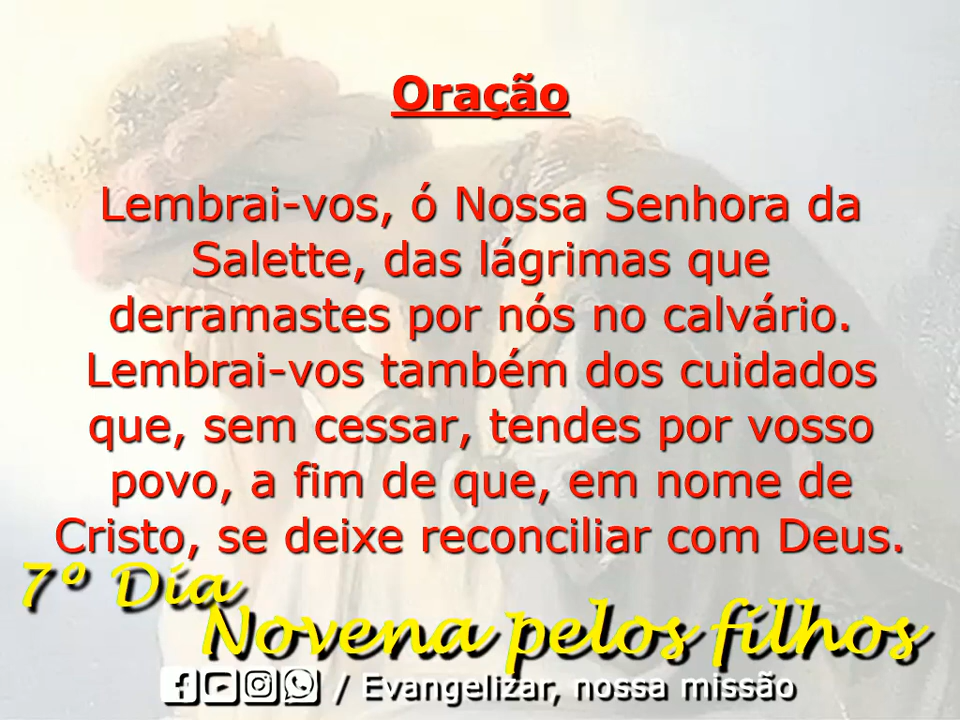 Oração
Lembrai-vos, ó Nossa Senhora da
Salette, das lágrimas que
derramastes por nós no calvário.
Lembrai-vos também dos cuidados
que, sem cessar, tendes por vosso
povo, a fim de que, em nome de
Cristo, se deixe reconciliar com Deus.
7º Dia
Novena pelos filhos
/ Evangelizar, nossa missão